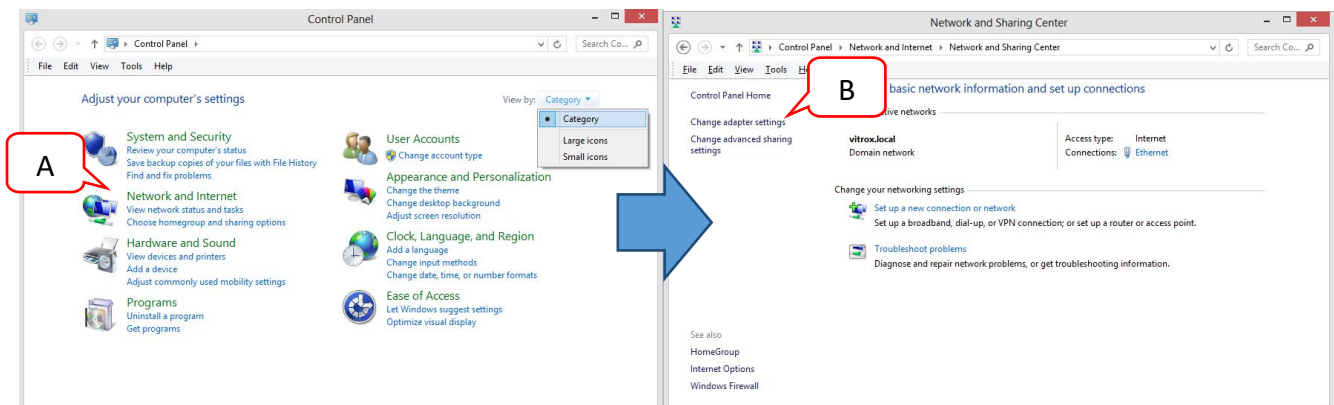 Control Panel
Control Panel
Search Co...
File Edit View Tools Help
Adjust your computer's settings
View by: Category
Category
Large icons
Small icons
A
System and Security
Review your computer's status
Save backup copies of your files with File History
Find and fix problems
Network and Internet
View network status and tasks
Choose homegroup and sharing options
Hardware and Sound
View devices and printers
Add a device
Adjust commonly used mobility settings
Programs
Uninstall a program
Get programs
User Accounts
Change account type
Appearance and Personalization
Change the theme
Change desktop background
Adjust screen resolution
Clock, Language, and Region
Add a language
Change input methods
Change date, time, or number formats
Ease of Access
Let Windows suggest settings
Optimize visual display
Network and Sharing Center
Control Panel Network and Internet Network and Sharing Center
Search Co...
File Edit View Tools
B
Control Panel Home
Change adapter settings
Change advanced sharing
settings
basic network information and set up connections
networks
vitrox.local
Domain network
Access type: Internet
Connections: Ethernet
Change your networking settings
Set up a new connection or network
Set up a broadband, dial-up, or VPN connection; or set up a router or access point.
Troubleshoot problems
Diagnose and repair network problems, or get troubleshooting information.
See also
HomeGroup
Internet Options
Windows Firewall